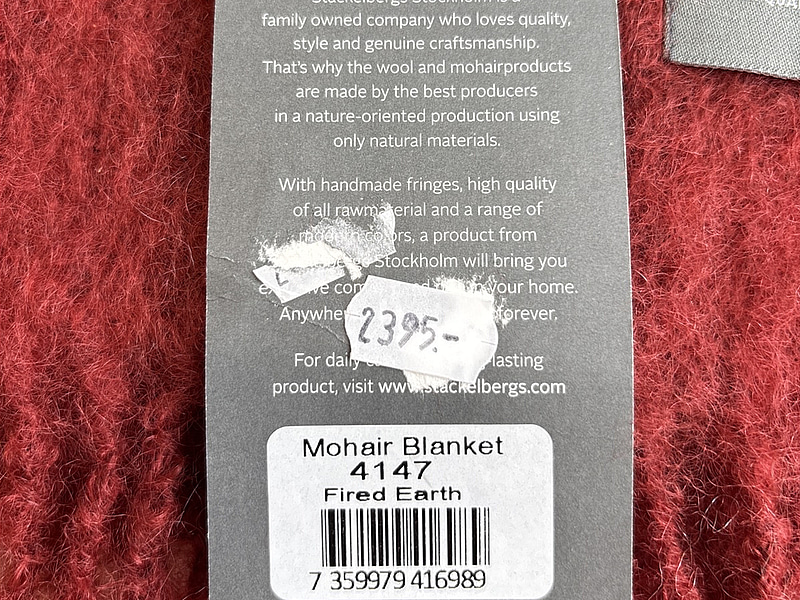 Stackelbergs Stockholm is a
family owned company who loves quality,
style and genuine craftsmanship.
That's why the wool and mohairproducts
are made by the best producers
in a nature-oriented production using
only natural materials.
With handmade fringes, high quality
of all rawmaterial and a range of
colors, a product from
Stockholm will bring you
your home.
forever.
For daily lasting
product, visit www.stackelbergs.com
2395.-
Mohair Blanket
4147
Fired Earth
7 359979 416989